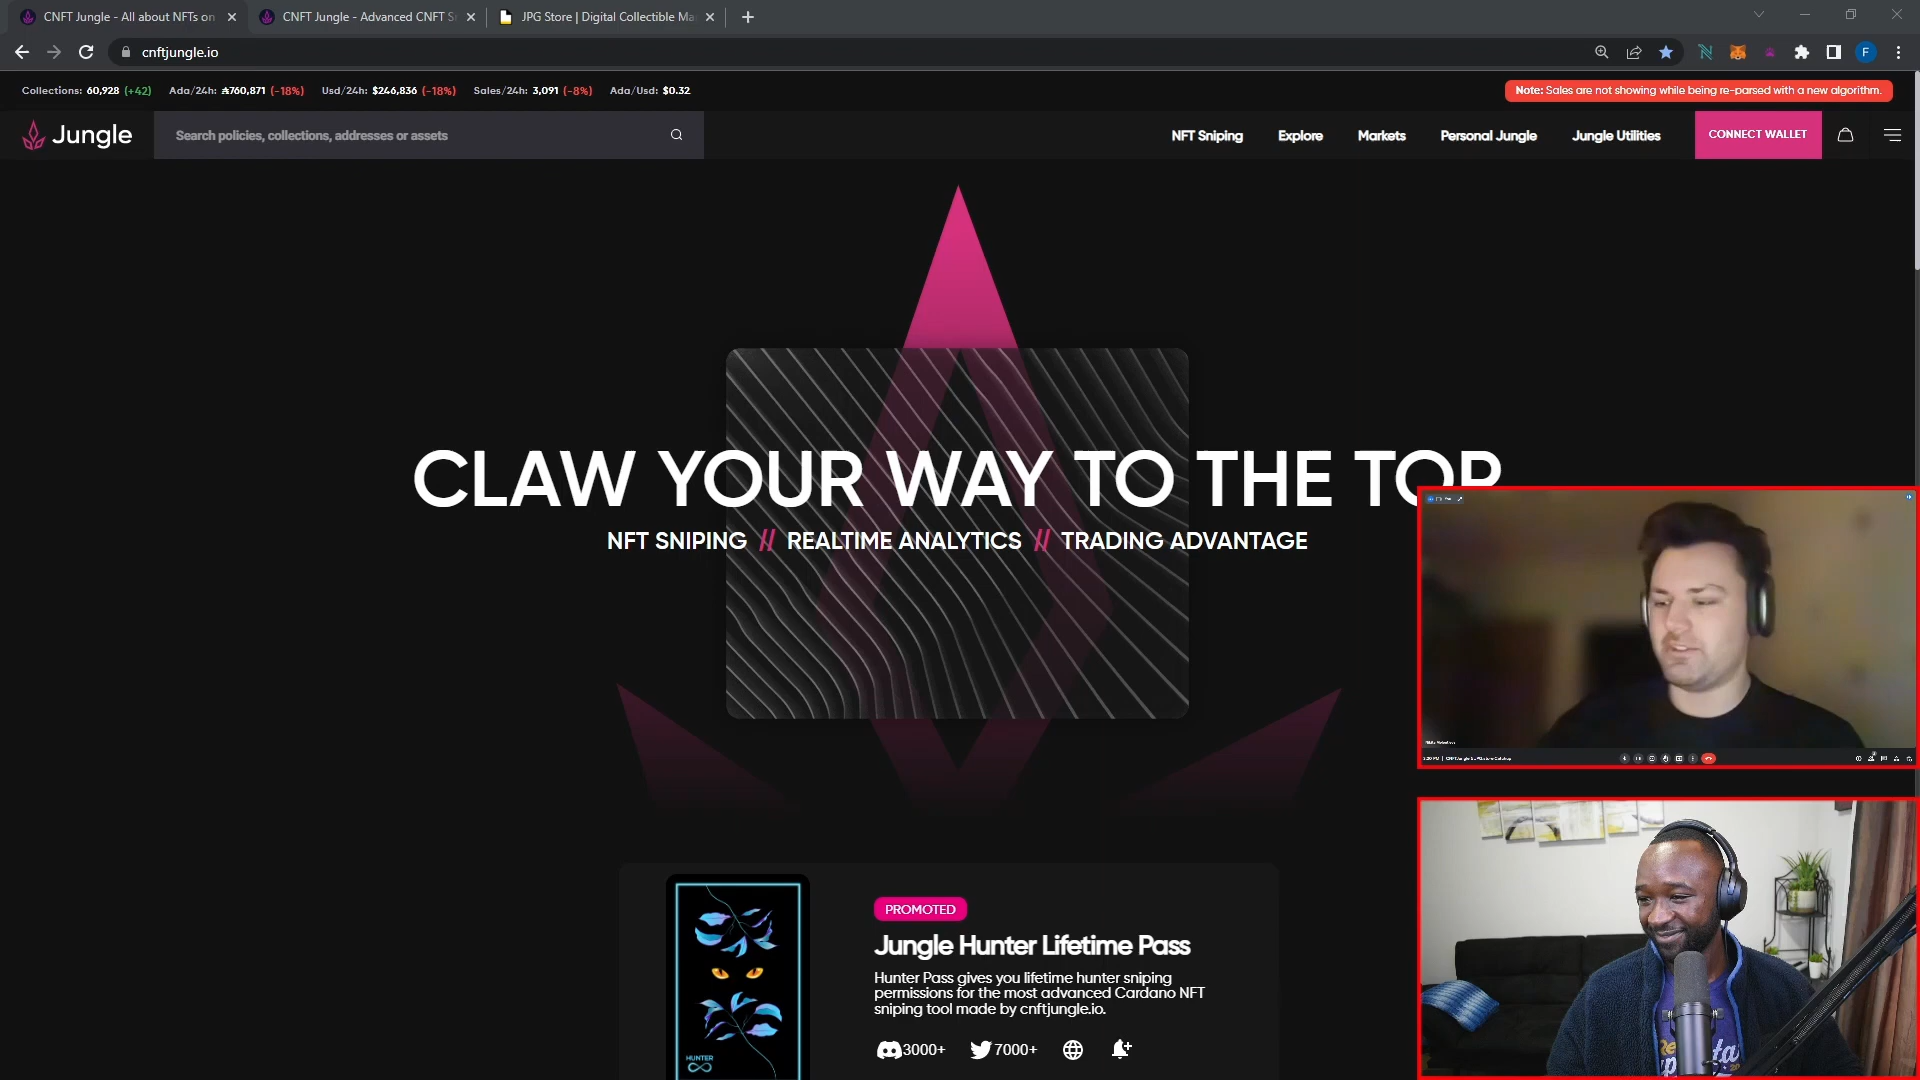 CNFT Jungle - All about NFTs on
CNFT Jungle - Advanced CNFT S
JPG Store | Digital Collectible Ma
cnftjungle.io
F
Collections: 60,928 (+42) Ada/24h: ₳760,871 (-18%) Usd/24h: $246,836 (-18%) Sales/24h: 3,091 (-8%) Ada/Usd: $0.32
Note: Sales are not showing while being re-parsed with a new algorithm.
Jungle
Search policies, collections, addresses or assets
NFT Sniping Explore Markets Personal Jungle Jungle Utilities CONNECT WALLET
CLAW YOUR WAY TO THE TOP
NFT SNIPING // REALTIME ANALYTICS // TRADING ADVANTAGE
PROMOTED
Jungle Hunter Lifetime Pass
Hunter Pass gives you lifetime hunter sniping
permissions for the most advanced Cardano NFT
sniping tool made by cnftjungle.io.
3000+ 7000+
HUNTER